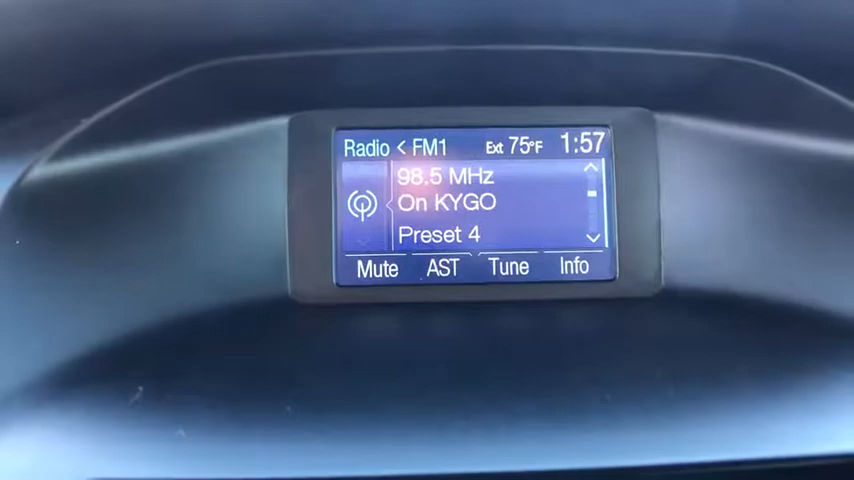 Radio < FM1 Ext 75°F 1:57
98.5 MHz
On KYGO
Preset 4
Mute AST Tune Info